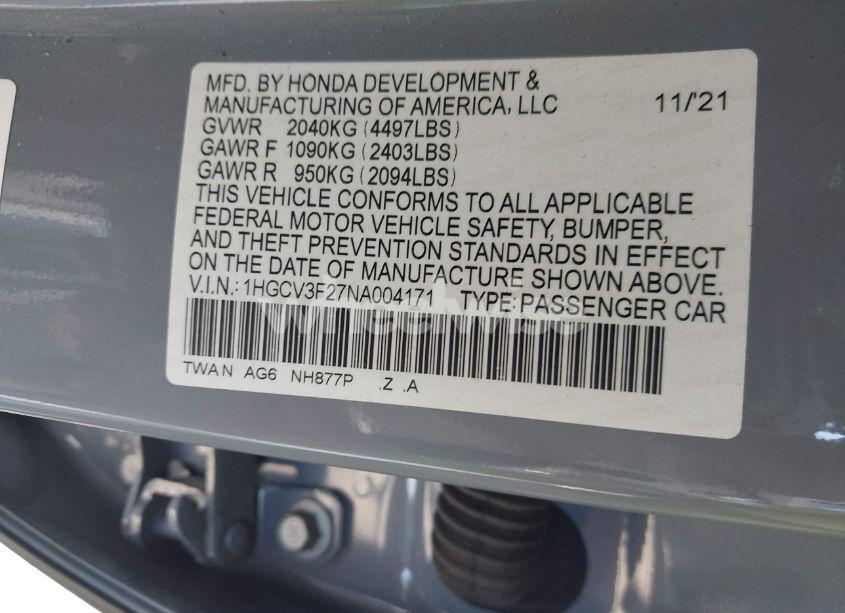 MFD. BY HONDA DEVELOPMENT &
MANUFACTURING OF AMERICA, LLC 11/'21
GVWR 2040KG (4497LBS)
GAWR F 1090KG (2403LBS)
GAWR R 950KG (2094LBS)
THIS VEHICLE CONFORMS TO ALL APPLICABLE
FEDERAL MOTOR VEHICLE SAFETY, BUMPER,
AND THEFT PREVENTION STANDARDS IN EFFECT
ON THE DATE OF MANUFACTURE SHOWN ABOVE.
V.I.N.: 1HGCV3F27NA004171 TYPE: PASSENGER CAR
wheelwise
TWAN AG6 NH877P .Z .A